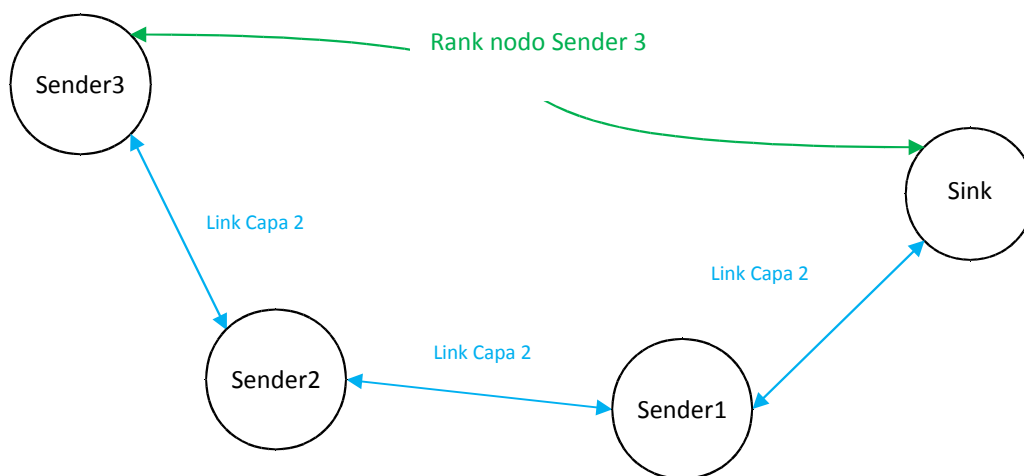 Rank nodo Sender 3
Sender3
Sink
Link Capa 2
Link Capa 2
Link Capa 2
Sender2
Sender1